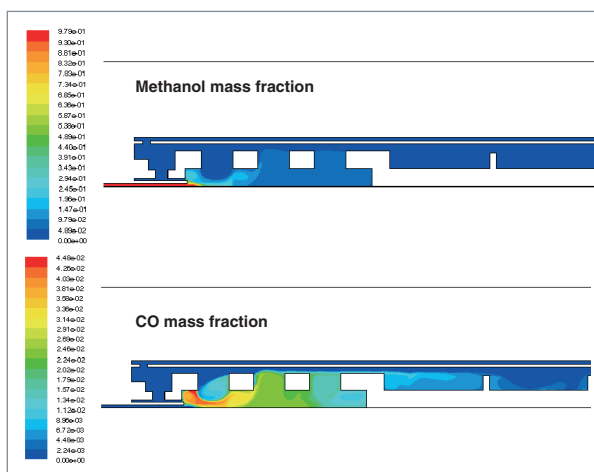 9.79e-01
9.30e-01
8.81e-01
8.32e-01
7.83e-01
7.34e-01
6.85e-01
6.36e-01
5.87e-01
5.38e-01
4.89e-01
4.40e-01
3.91e-01
3.43e-01
2.94e-01
2.45e-01
1.96e-01
1.47e-01
9.79e-02
4.89e-02
0.00e+00
Methanol mass fraction
4.48e-02
4.26e-02
4.03e-02
3.81e-02
3.58e-02
3.36e-02
3.14e-02
2.91e-02
2.69e-02
2.46e-02
2.24e-02
2.02e-02
1.79e-02
1.57e-02
1.34e-02
1.12e-02
8.96e-03
6.72e-03
4.48e-03
2.24e-03
0.00e+00
CO mass fraction